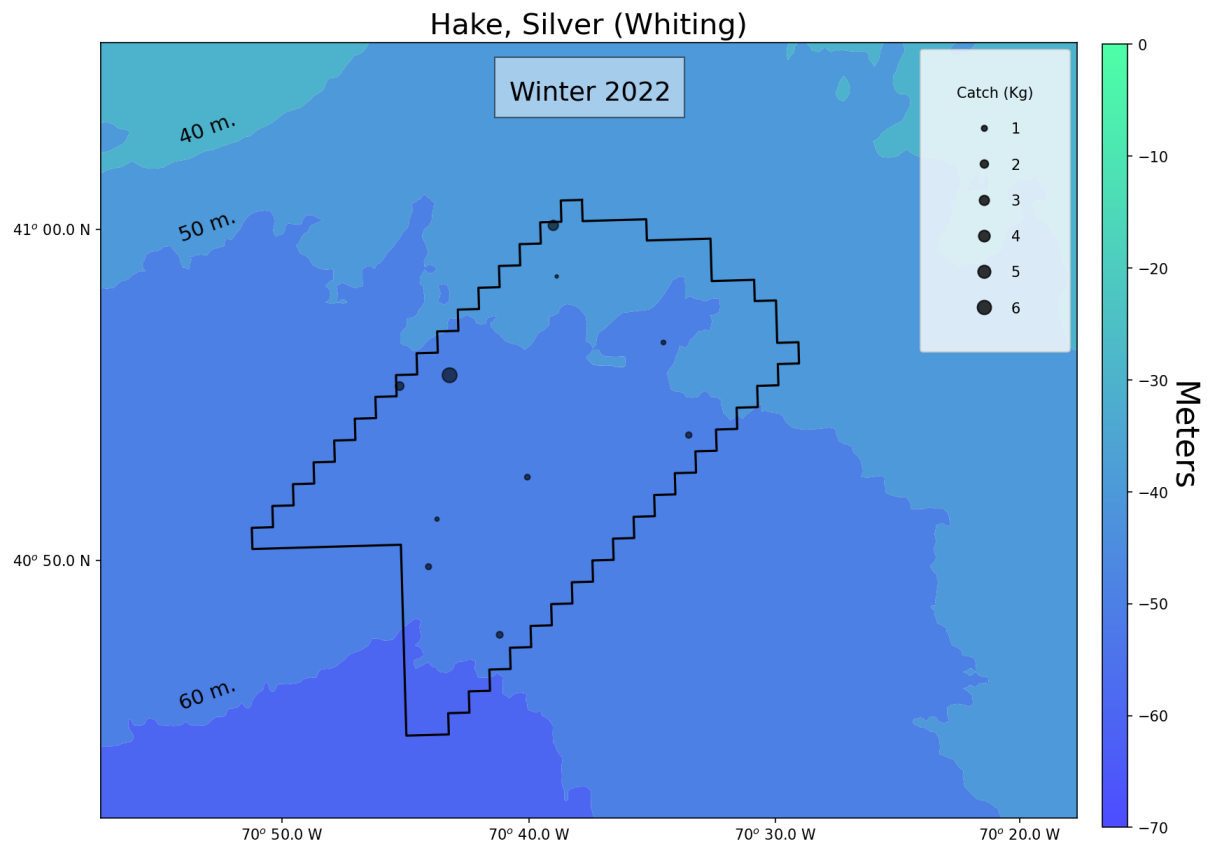 Hake, Silver (Whiting)
Winter 2022
40 m.
50 m.
60 m.
Catch (Kg)
1
2
3
4
5
6
41° 00.0 N
40° 50.0 N
70° 50.0 W
70° 40.0 W
70° 30.0 W
70° 20.0 W
0
−10
−20
−30
−40
−50
−60
−70
Meters